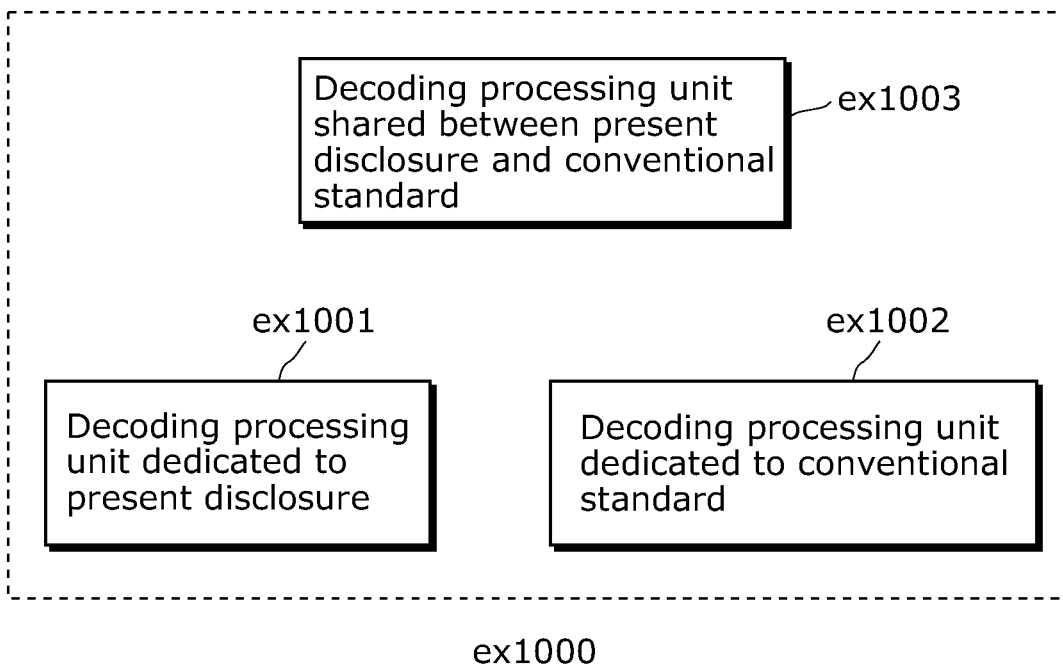 Decoding processing unit
shared between present
disclosure and conventional
standard
ex1003
ex1001
Decoding processing
unit dedicated to
present disclosure
ex1002
Decoding processing unit
dedicated to conventional
standard
ex1000